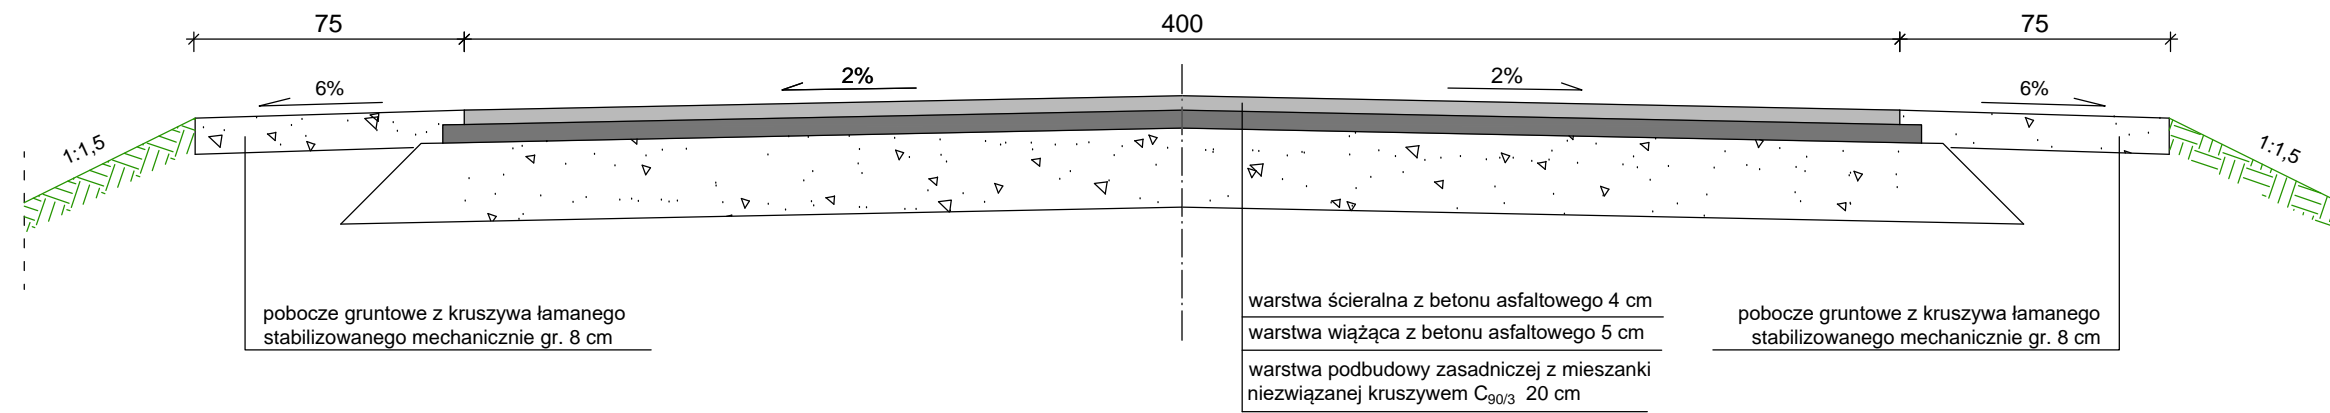 75
400
75
6%
2%
2%
6%
1:1,5
1:1,5
pobocze gruntowe z kruszywa łamanego
stabilizowanego mechanicznie gr. 8 cm
warstwa ścieralna z betonu asfaltowego 4 cm
warstwa wiążąca z betonu asfaltowego 5 cm
warstwa podbudowy zasadniczej z mieszanki
niezwiązanej kruszywem C90/3 20 cm
pobocze gruntowe z kruszywa łamanego
stabilizowanego mechanicznie gr. 8 cm